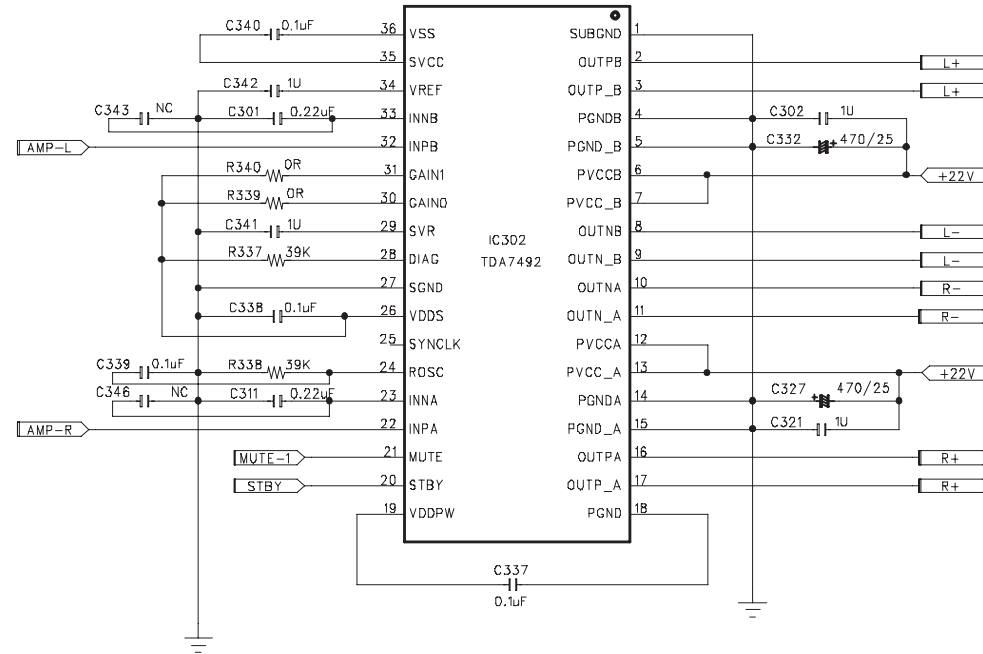 C340 0.1uF 36 VSS SUBGND 1
35 SVCC OUTPB 2 L+
C342 1U 34 VREF OUTP_B 3 L+
C343 NC C301 0.22uF 33 INNB PGNDB 4 C302 1U
AMP-L 32 INPB PGND_B 5 C332 + 470/25
R340 0R 31 GAIN1 PVCCB 6 +22V
R339 0R 30 GAIN0 PVCC_B 7
C341 1U 29 SVR OUTNB 8 L-
IC302
R337 39K 28 DIAG TDA7492 OUTN_B 9 L-
27 SGND OUTNA 10 R-
C338 0.1uF 26 VDDS OUTN_A 11 R-
25 SYNCLK PVCCA 12
C339 0.1uF R338 39K 24 ROSC PVCC_A 13 +22V
C346 NC C311 0.22uF 23 INNA PGNDA 14 C327 + 470/25
AMP-R 22 INPA PGND_A 15 C321 1U
MUTE-1 21 MUTE OUTPA 16 R+
STBY 20 STBY OUTP_A 17 R+
19 VDDPW PGND 18
C337
0.1uF